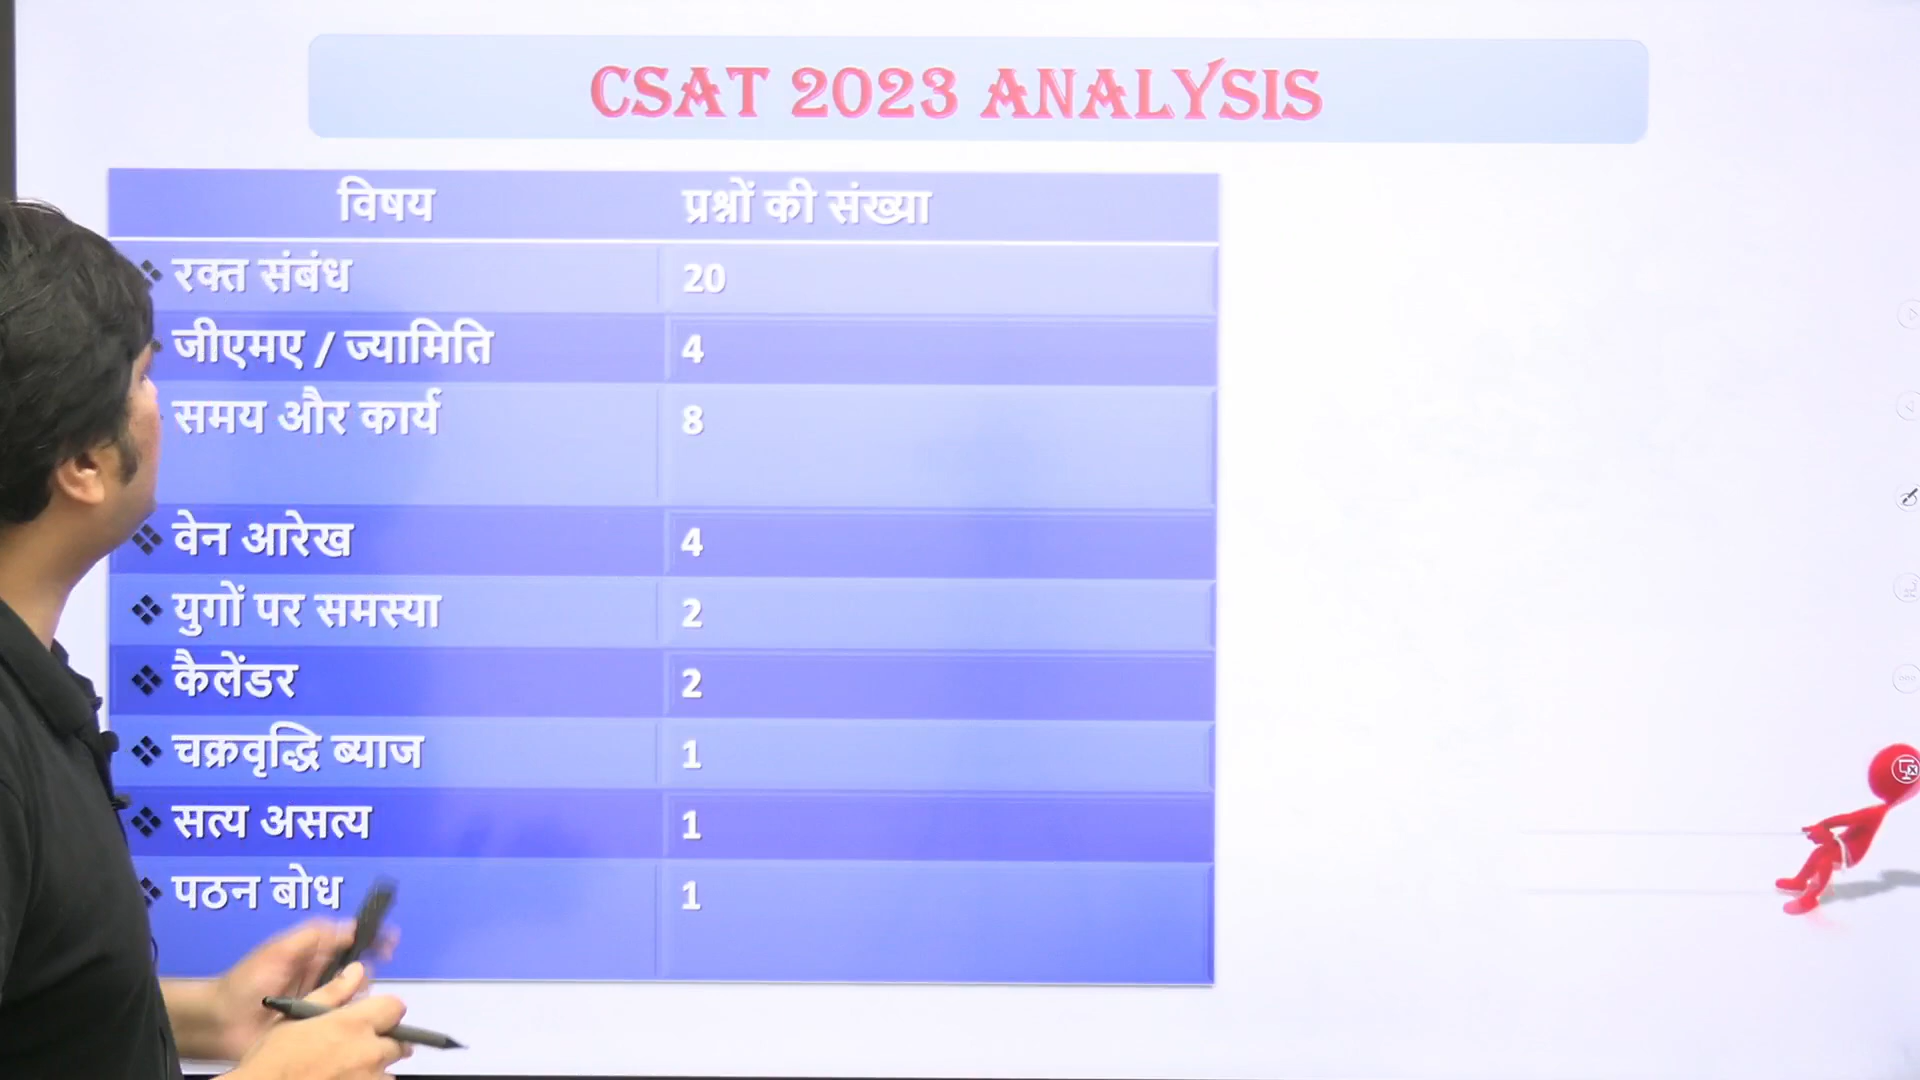 CSAT 2023 ANALYSIS
विषय प्रश्नों की संख्या
रक्त संबंध 20
जीएमए / ज्यामिति 4
समय और कार्य 8
वेन आरेख 4
युगों पर समस्या 2
कैलेंडर 2
चक्रवृद्धि ब्याज 1
सत्य असत्य 1
पठन बोध 1